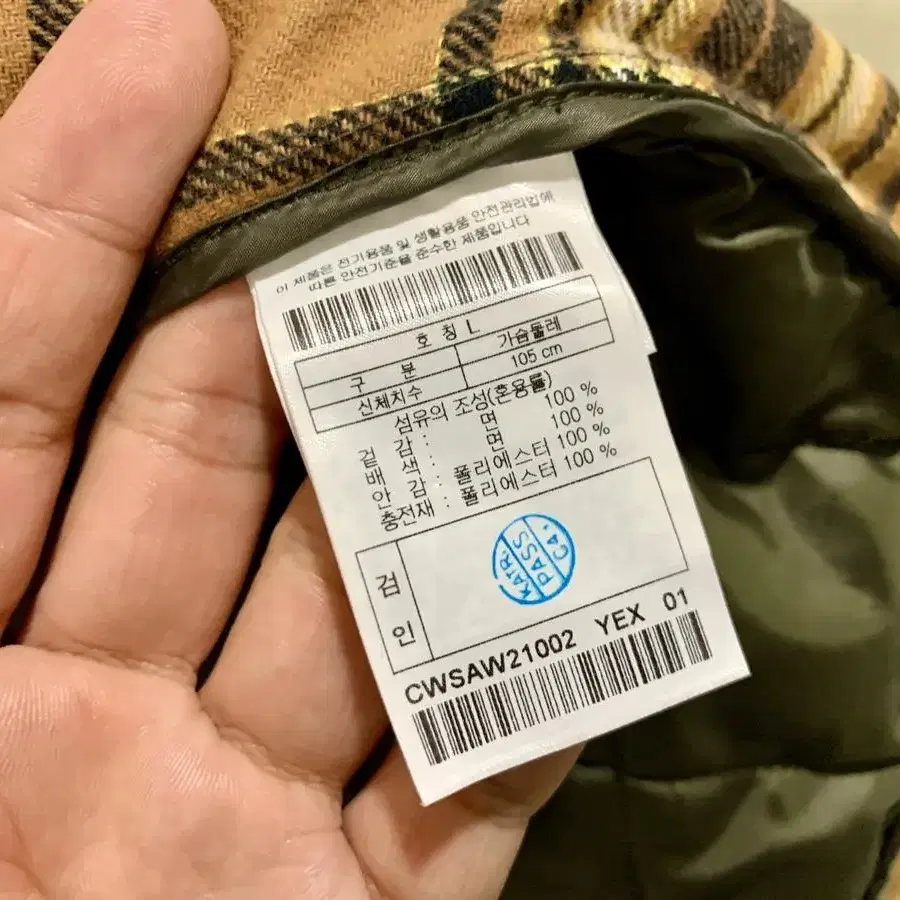 이 제품은 전기용품 및 생활용품 안전관리법에
따른 안전기준을 준수한 제품입니다
호 칭 L
구 분 가슴둘레
신체치수 105 cm
섬유의 조성(혼용률)
겉 감 : 면 100 %
배 색 : 면 100 %
안 감 : 폴리에스터 100 %
충전재 : 폴리에스터 100 %
검
인
KATRI
PASS
CA
CWSAW21002 YEX 01